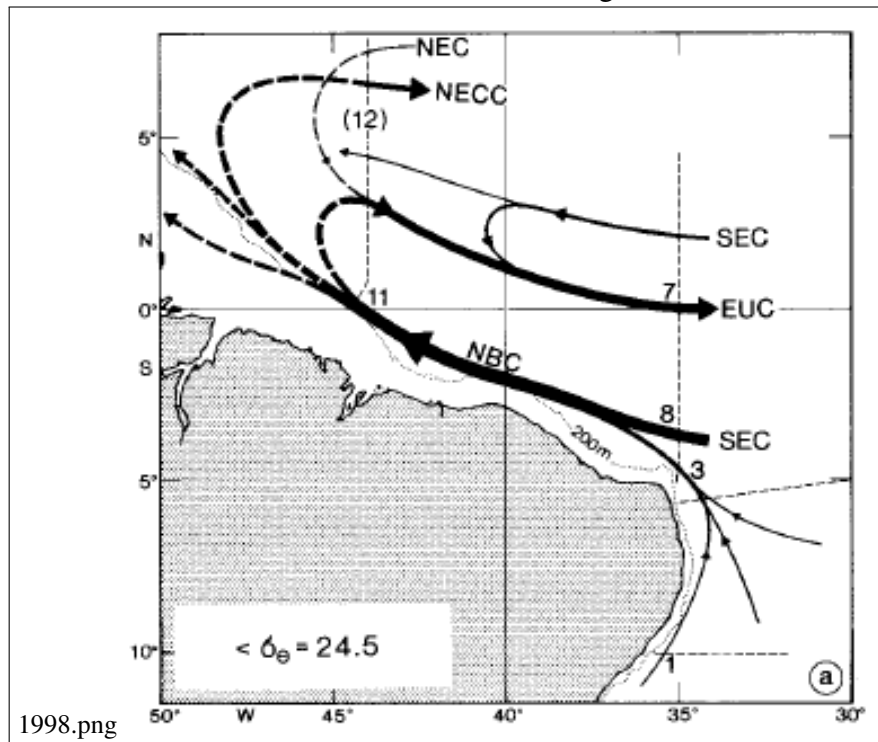 NEC
NECC
(12)
5°
SEC
N
7
11
0°
EUC
S
NBC
8
SEC
200m
3
5°
< σθ = 24.5
10°
1
a
50°
W
45°
40°
35°
30°
1998.png